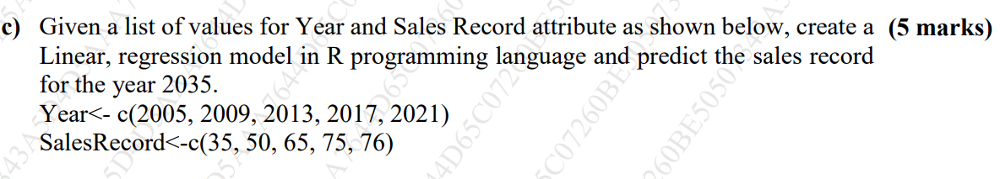 c) Given a list of values for Year and Sales Record attribute as shown below, create a (5 marks)
Linear, regression model in R programming language and predict the sales record
for the year 2035.
Year<- c(2005, 2009, 2013, 2017, 2021)
SalesRecord<-c(35, 50, 65, 75, 76)